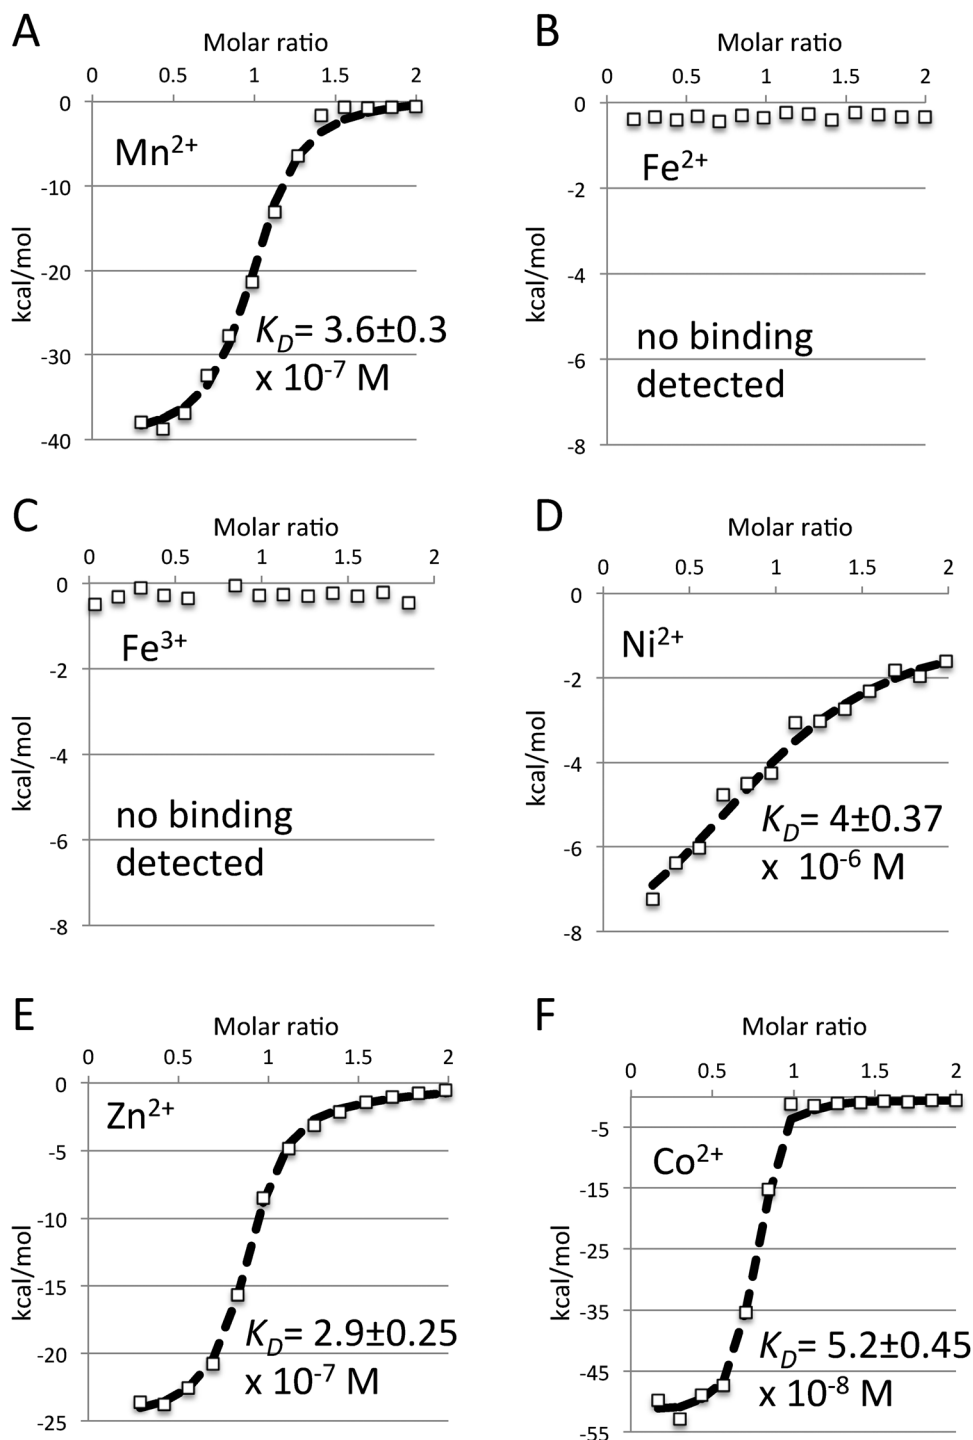 A
Molar ratio
0 0.5 1 1.5 2
0
-10
-20
-30
-40
kcal/mol
Mn2+
KD= 3.6±0.3
x 10-7 M
B
Molar ratio
0 0.5 1 1.5 2
0
-2
-4
-6
-8
kcal/mol
Fe2+
no binding
detected
C
Molar ratio
0 0.5 1 1.5 2
0
-2
-4
-6
-8
kcal/mol
Fe3+
no binding
detected
D
Molar ratio
0 0.5 1 1.5 2
0
-2
-4
-6
-8
kcal/mol
Ni2+
KD= 4±0.37
x 10-6 M
E
Molar ratio
0 0.5 1 1.5 2
0
-5
-10
-15
-20
-25
kcal/mol
Zn2+
KD= 2.9±0.25
x 10-7 M
F
Molar ratio
0 0.5 1 1.5 2
-5
-15
-25
-35
-45
-55
kcal/mol
Co2+
KD= 5.2±0.45
x 10-8 M